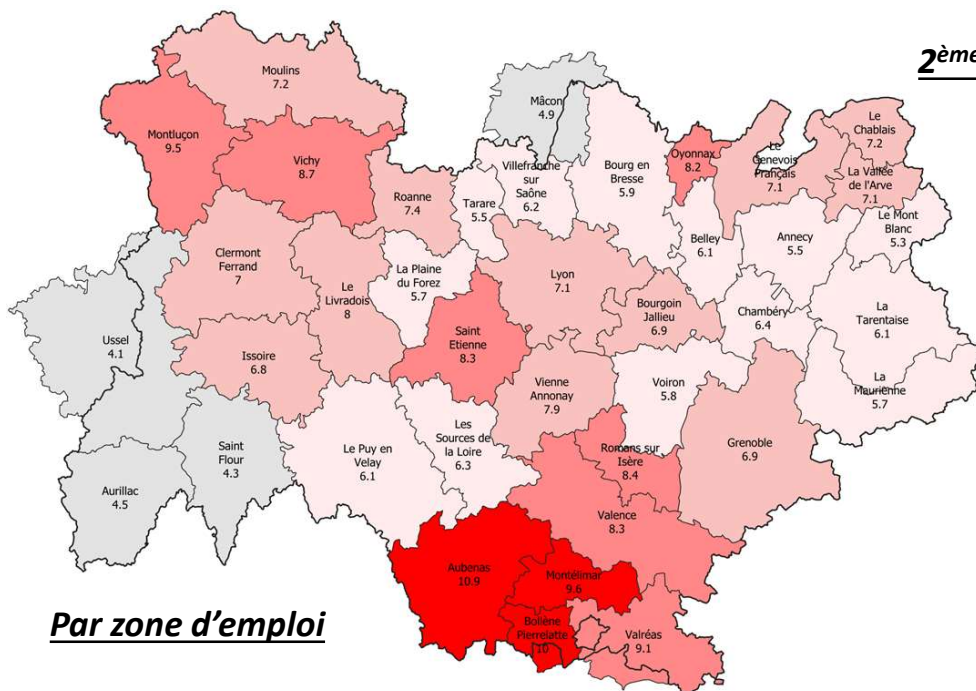 2ème
Moulins
7.2
Montluçon
9.5
Vichy
8.7
Mâcon
4.9
Roanne
7.4
Tarare
5.5
Villefranche
sur
Saône
6.2
Bourg en
Bresse
5.9
Oyonnax
8.2
Le
Genevois
Français
7.1
Le
Chablais
7.2
La Vallée
de l'Arve
7.1
Le Mont
Blanc
5.3
Annecy
5.5
Belley
6.1
Clermont
Ferrand
7
Le
Livradois
8
La Plaine
du Forez
5.7
Lyon
7.1
Bourgoin
Jallieu
6.9
Chambéry
6.4
La
Tarentaise
6.1
Ussel
4.1
Issoire
6.8
Saint
Etienne
8.3
Vienne
Annonay
7.9
Voiron
5.8
La
Maurienne
5.7
Saint
Flour
4.3
Aurillac
4.5
Le Puy en
Velay
6.1
Les
Sources de
la Loire
6.3
Romans sur
Isère
8.4
Grenoble
6.9
Valence
8.3
Aubenas
10.9
Montélimar
9.6
Bollène
Pierrelatte
10
Valréas
9.1
Par zone d'emploi